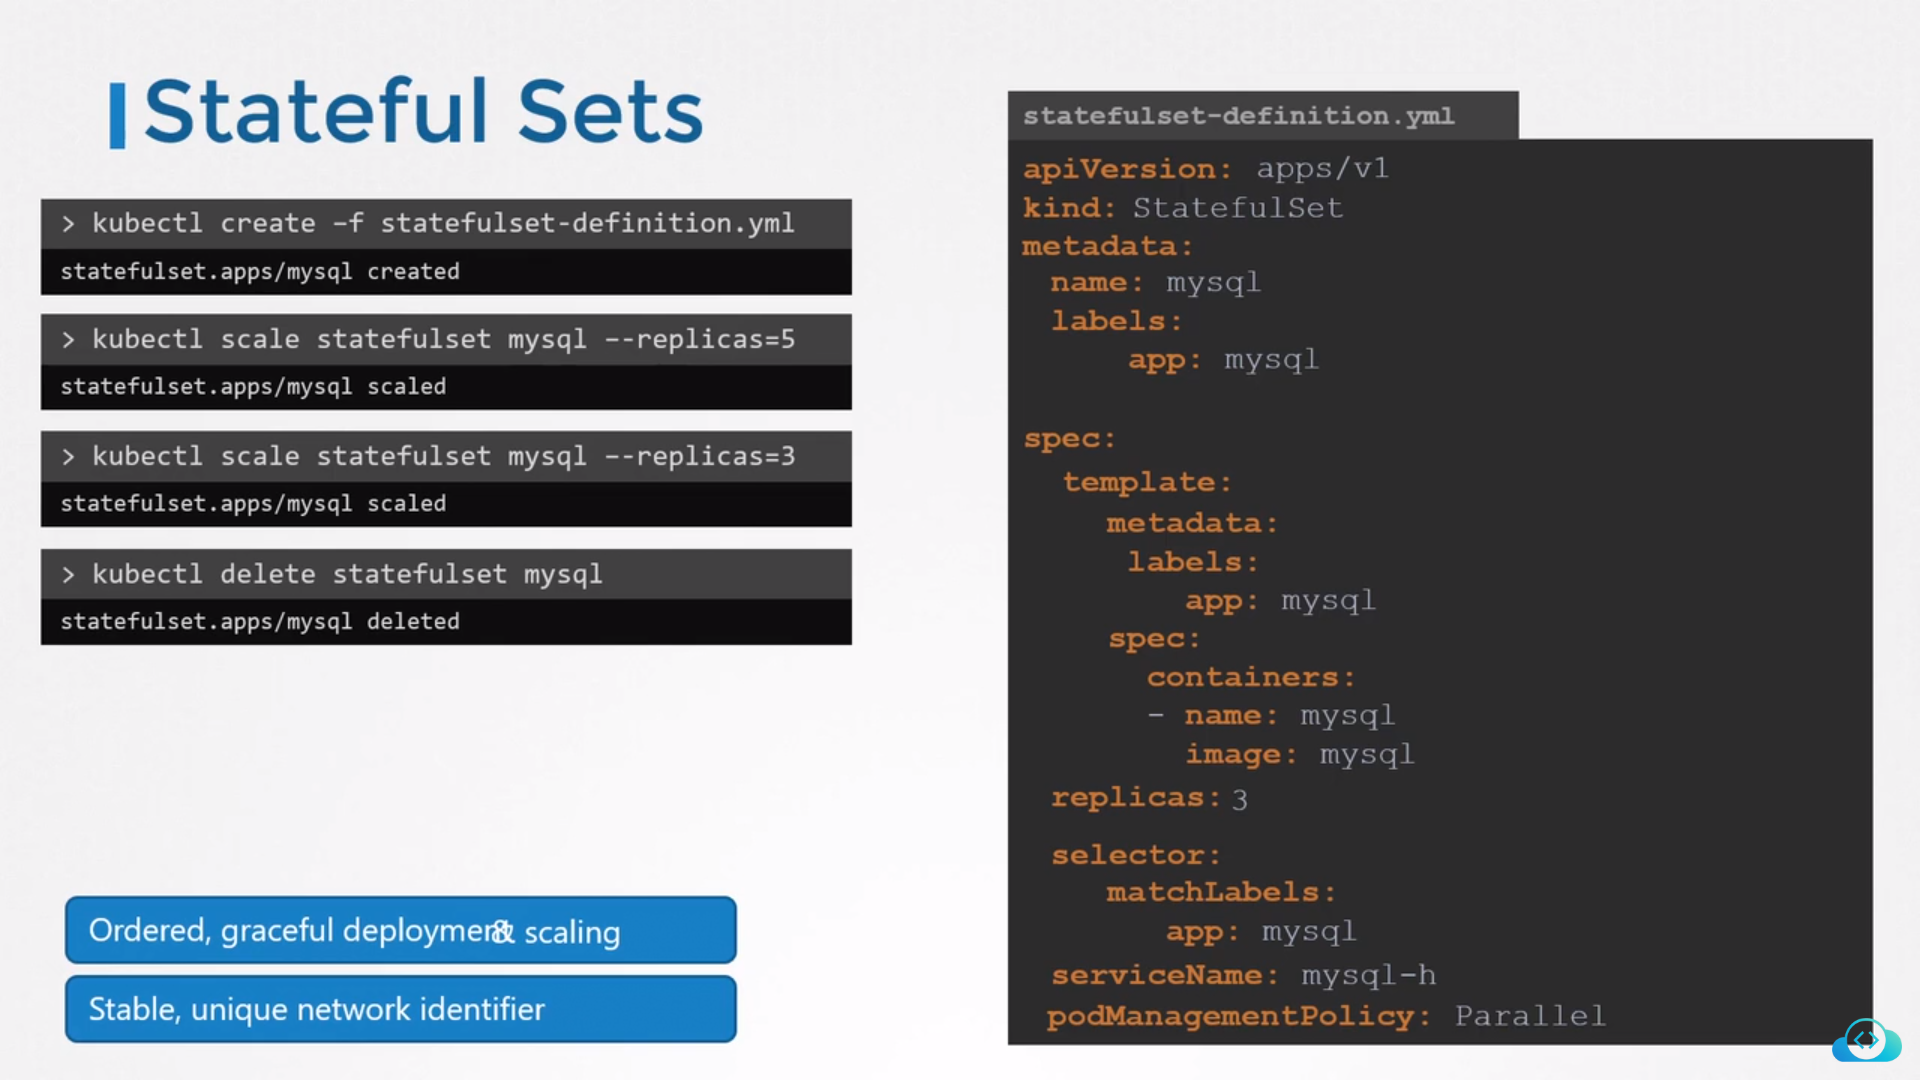 Stateful Sets
> kubectl create –f statefulset-definition.yml
statefulset.apps/mysql created
> kubectl scale statefulset mysql --replicas=5
statefulset.apps/mysql scaled
> kubectl scale statefulset mysql --replicas=3
statefulset.apps/mysql scaled
> kubectl delete statefulset mysql
statefulset.apps/mysql deleted
Ordered, graceful deployment & scaling
Stable, unique network identifier
statefulset-definition.yml
apiVersion: apps/v1
kind: StatefulSet
metadata:
name: mysql
labels:
app: mysql
spec:
template:
metadata:
labels:
app: mysql
spec:
containers:
- name: mysql
image: mysql
replicas: 3
selector:
matchLabels:
app: mysql
serviceName: mysql-h
podManagementPolicy: Parallel